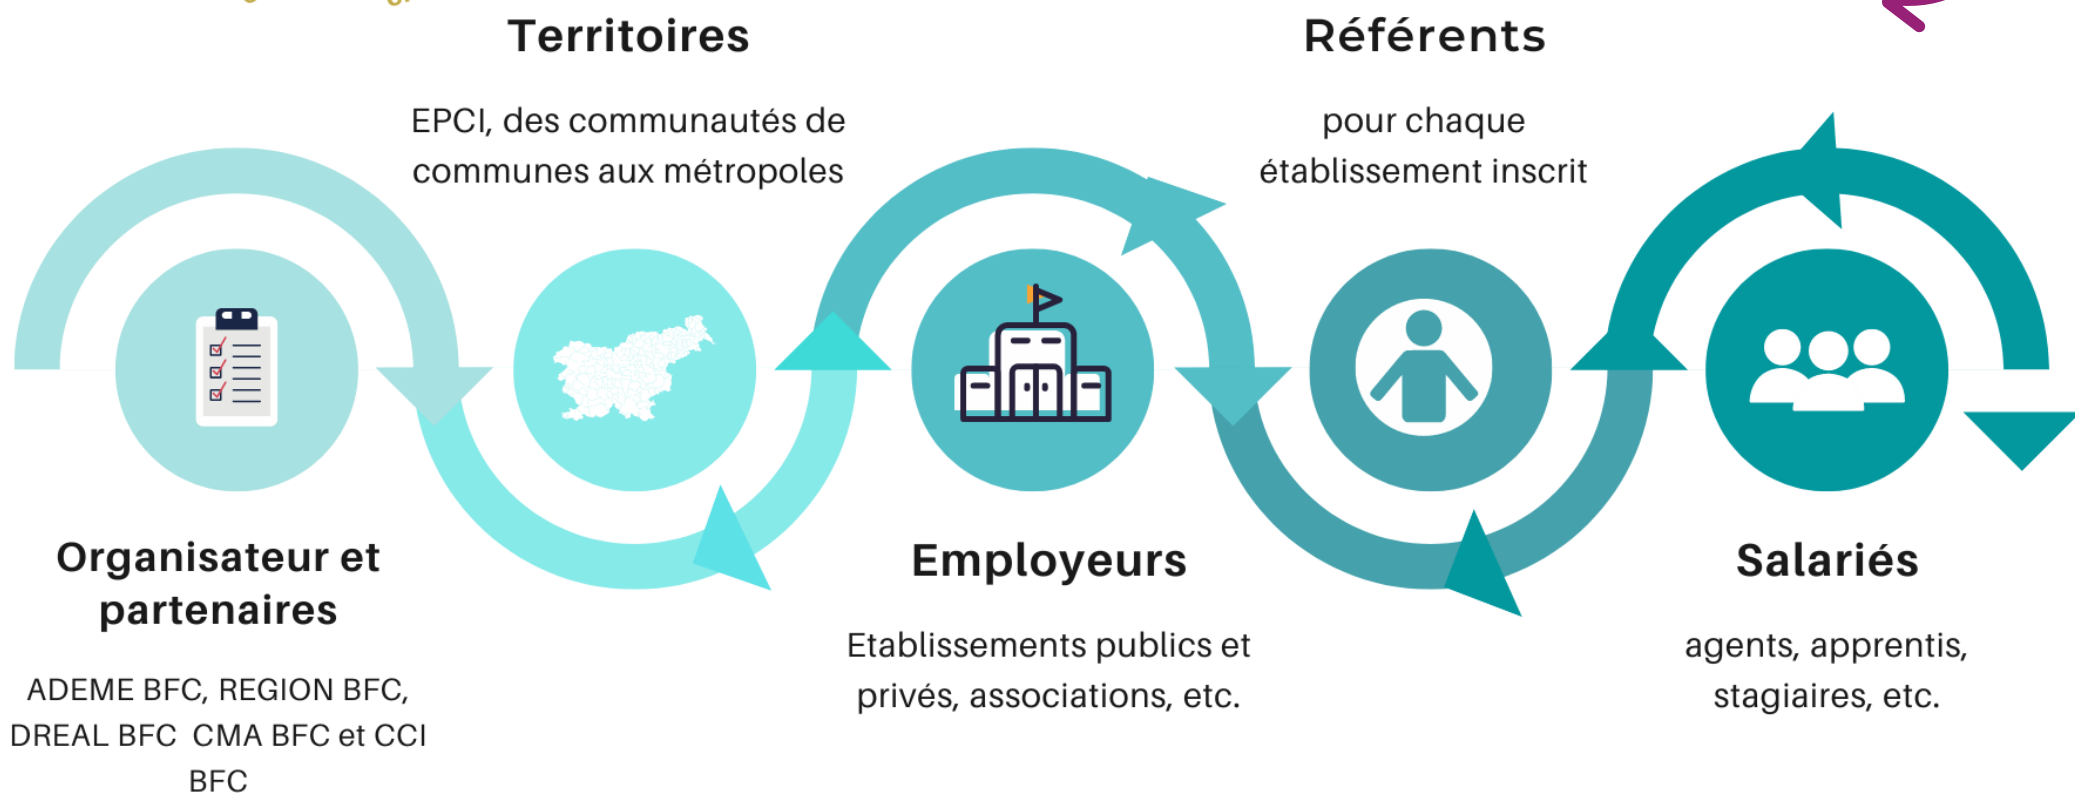 Territoires
EPCI, des communautés de
communes aux métropoles
Référents
pour chaque
établissement inscrit
Organisateur et
partenaires
ADEME BFC, REGION BFC,
DREAL BFC  CMA BFC et CCI
BFC
Employeurs
Etablissements publics et
privés, associations, etc.
Salariés
agents, apprentis,
stagiaires, etc.